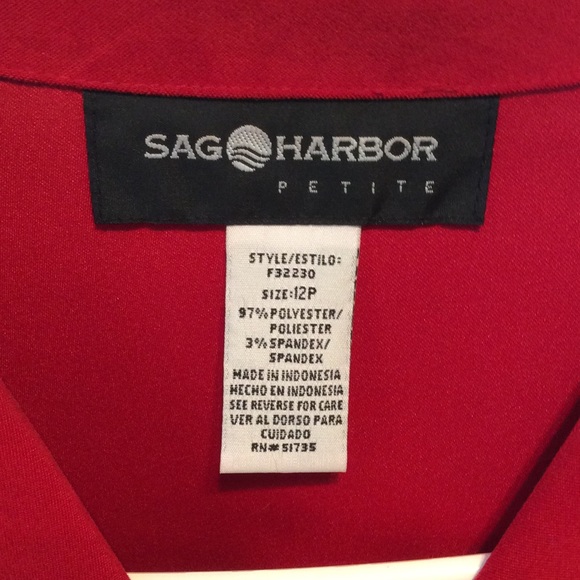 SAG HARBOR
PETITE
STYLE/ESTILO:
F32230
SIZE:12P
97%POLYESTER/
POLIESTER
3%SPANDEX/
SPANDEX
MADE IN INDONESIA
HECHO EN INDONESIA
SEE REVERSE FOR CARE
VER AL DORSO PARA
CUIDADO
RN# 51735